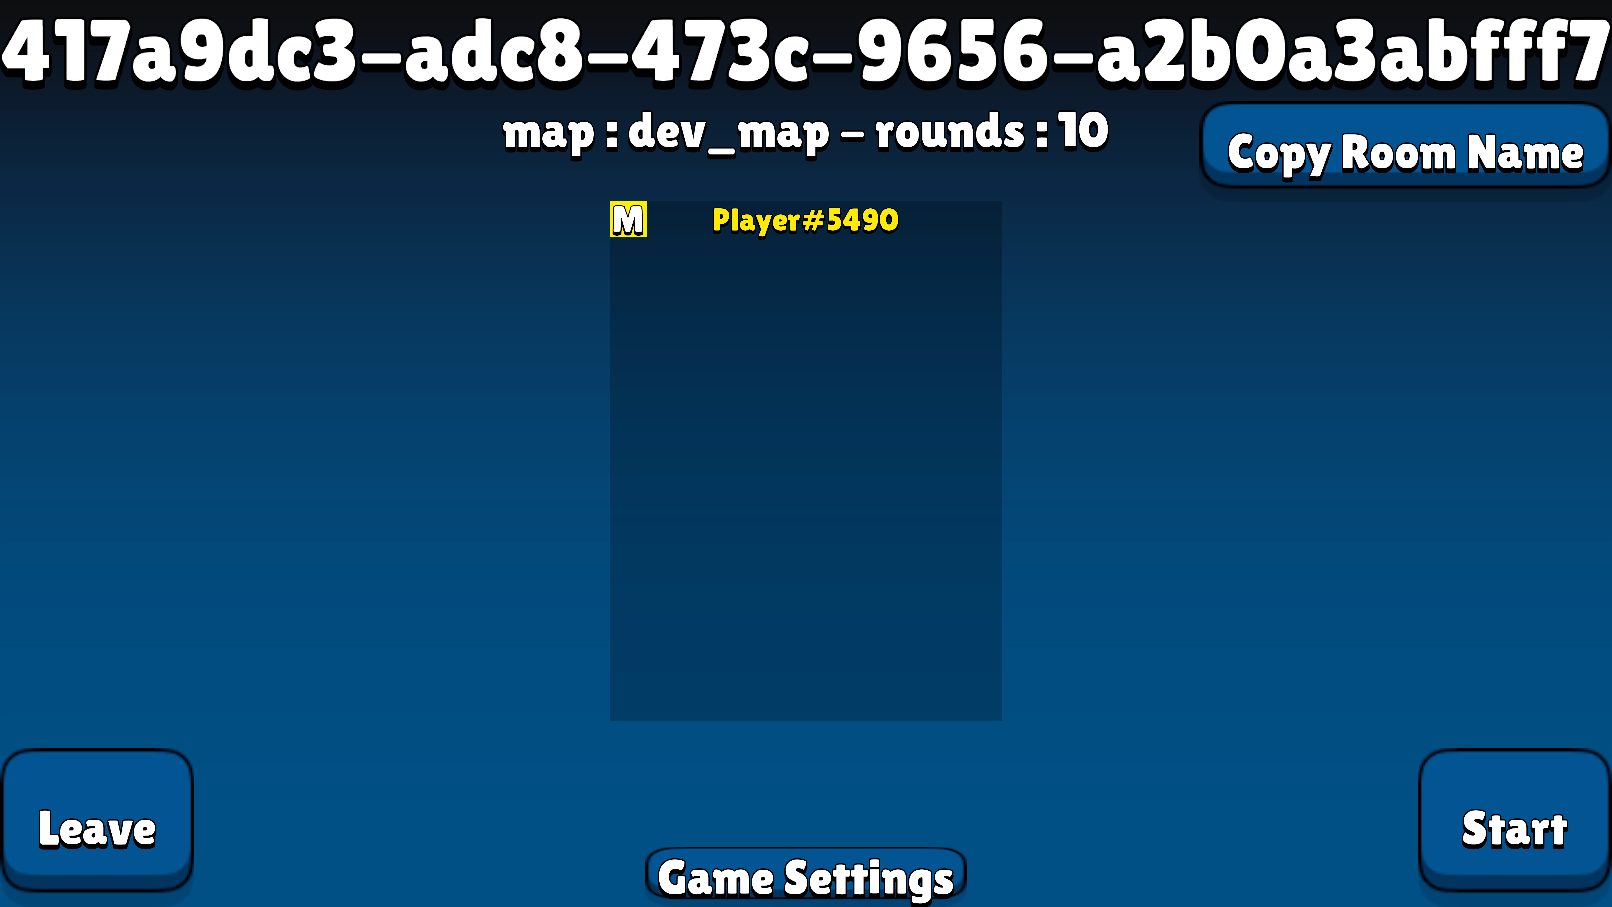 417a9dc3-adc8-473c-9656-a2b0a3abfff7
map : dev_map - rounds : 10
Copy Room Name
M Player#5490
Leave
Start
Game Settings